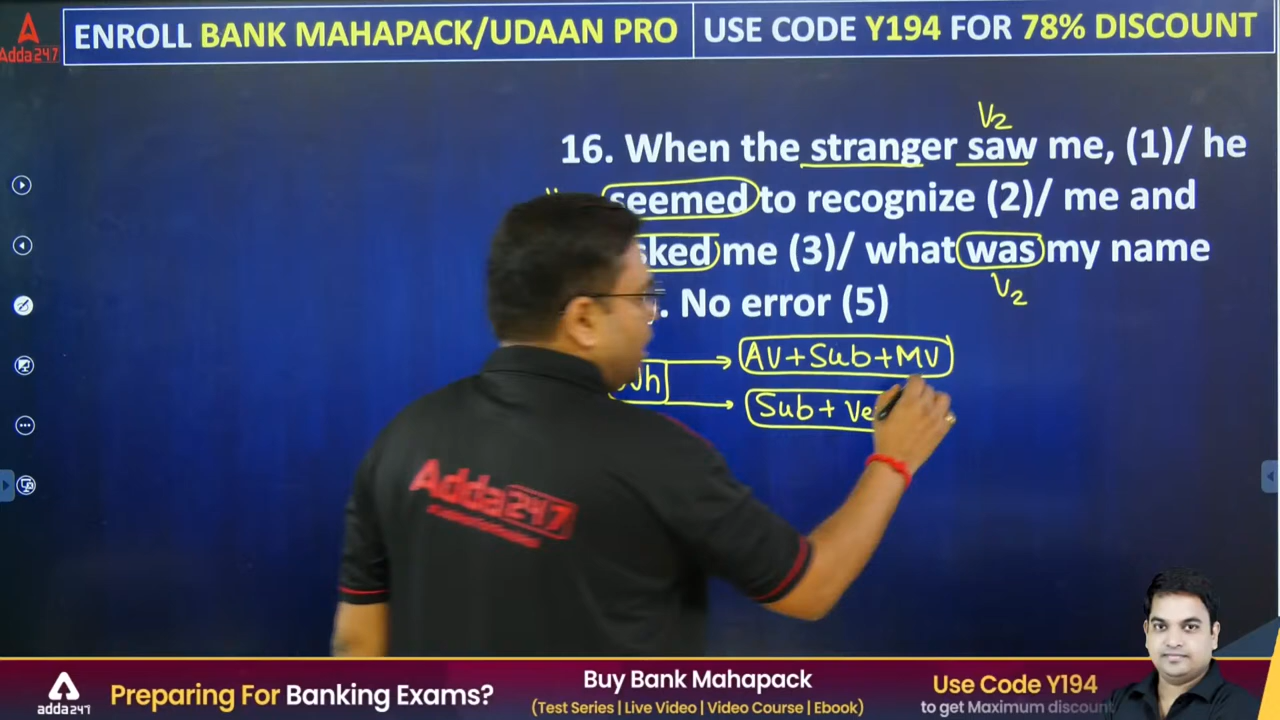 ENROLL BANK MAHAPACK/UDAAN PRO
USE CODE Y194 FOR 78% DISCOUNT
Adda247
V2
16. When the stranger saw me, (1)/ he
seemed to recognize (2)/ me and
sked me (3)/ what was my name
V2
. No error (5)
AV+Sub+MV
Wh
Sub + Ve
Adda247
adda247
Preparing For Banking Exams?
Buy Bank Mahapack
(Test Series | Live Video | Video Course | Ebook)
Use Code Y194
to get Maximum discoun